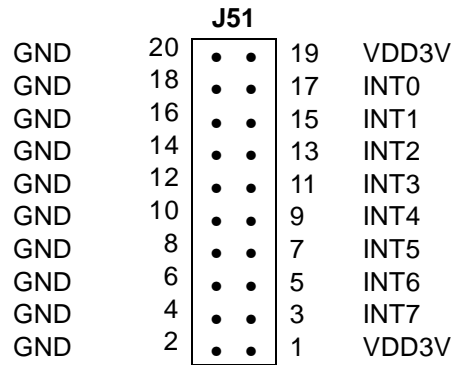 J51
GND 20 19 VDD3V
GND 18 17 INT0
GND 16 15 INT1
GND 14 13 INT2
GND 12 11 INT3
GND 10 9 INT4
GND 8 7 INT5
GND 6 5 INT6
GND 4 3 INT7
GND 2 1 VDD3V